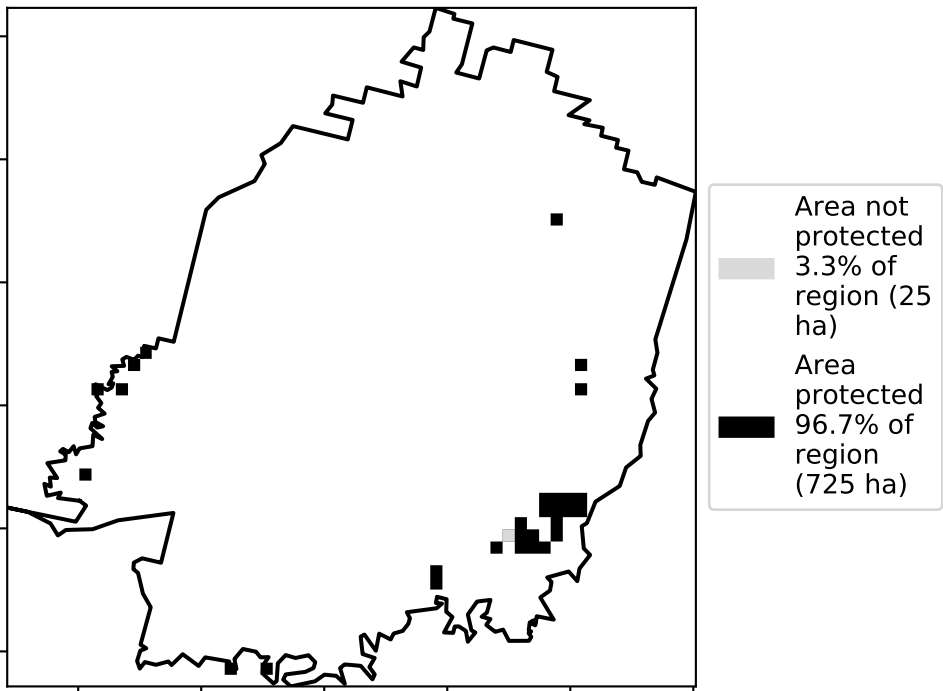 Area not
protected
3.3% of
region (25
ha)
Area
protected
96.7% of
region
(725 ha)